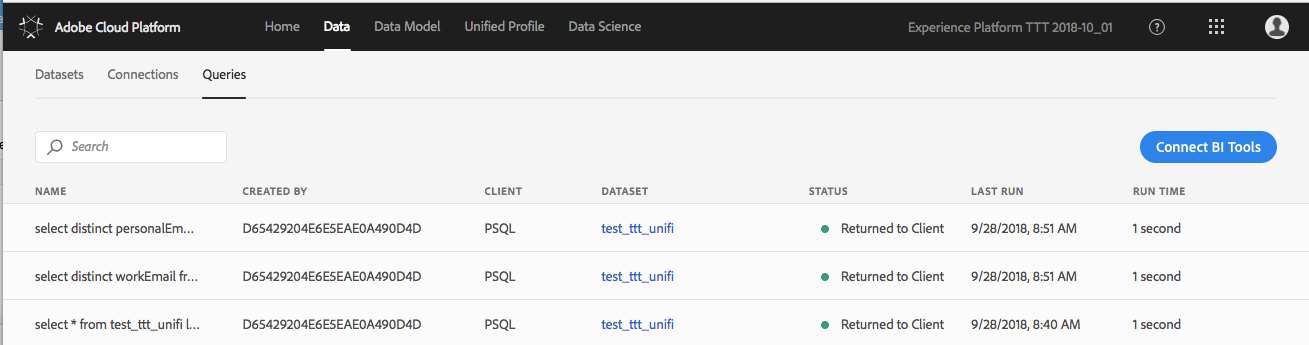 Adobe Cloud Platform Home Data Data Model Unified Profile Data Science Experience Platform TTT 2018-10_01 ?
Datasets Connections Queries
Search Connect BI Tools
NAME CREATED BY CLIENT DATASET STATUS LAST RUN RUN TIME
select distinct personalEm... D65429204E6E5EAE0A490D4D PSQL test_ttt_unifi Returned to Client 9/28/2018, 8:51 AM 1 second
select distinct workEmail fr... D65429204E6E5EAE0A490D4D PSQL test_ttt_unifi Returned to Client 9/28/2018, 8:51 AM 1 second
select * from test_ttt_unifi l... D65429204E6E5EAE0A490D4D PSQL test_ttt_unifi Returned to Client 9/28/2018, 8:40 AM 1 second